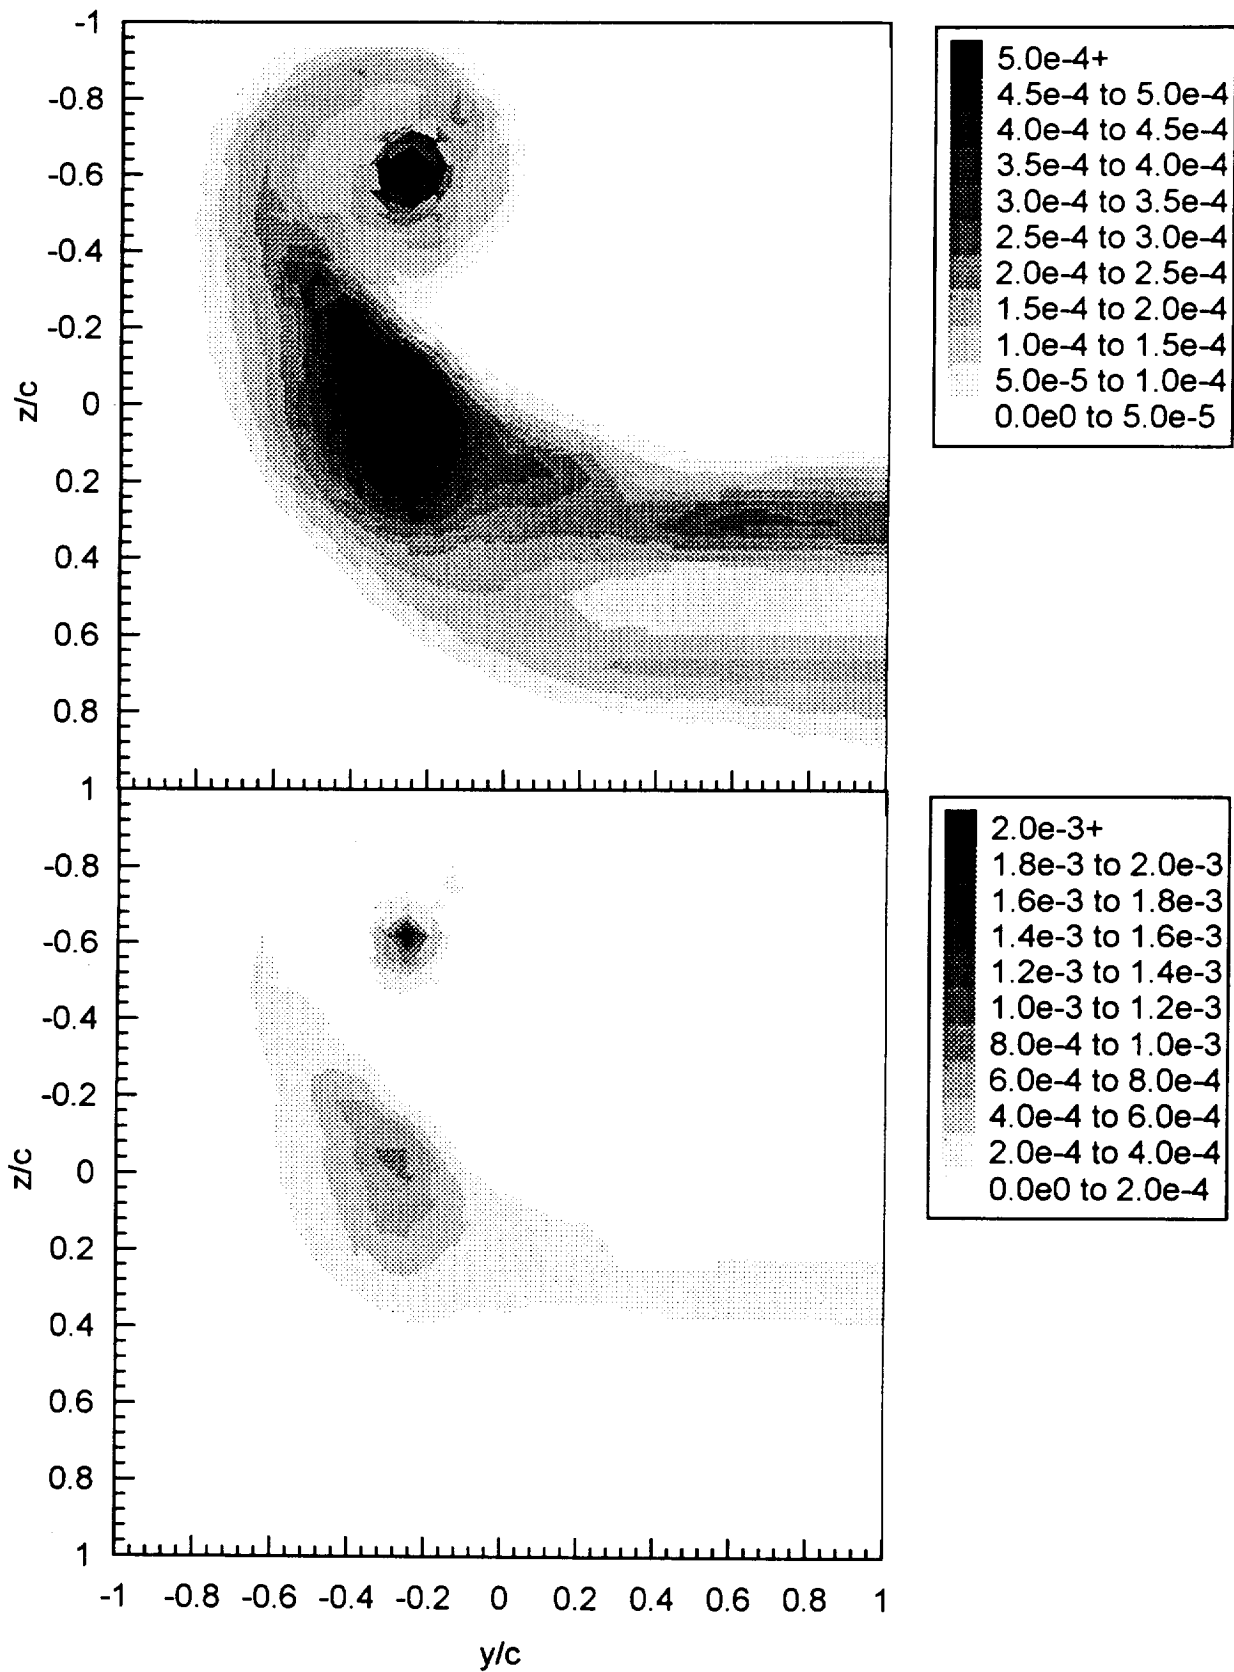 -1
-0.8
-0.6
-0.4
-0.2
0
0.2
0.4
0.6
0.8
1
z/c
5.0e-4+
4.5e-4 to 5.0e-4
4.0e-4 to 4.5e-4
3.5e-4 to 4.0e-4
3.0e-4 to 3.5e-4
2.5e-4 to 3.0e-4
2.0e-4 to 2.5e-4
1.5e-4 to 2.0e-4
1.0e-4 to 1.5e-4
5.0e-5 to 1.0e-4
0.0e0 to 5.0e-5
-0.8
-0.6
-0.4
-0.2
0
0.2
0.4
0.6
0.8
1
z/c
2.0e-3+
1.8e-3 to 2.0e-3
1.6e-3 to 1.8e-3
1.4e-3 to 1.6e-3
1.2e-3 to 1.4e-3
1.0e-3 to 1.2e-3
8.0e-4 to 1.0e-3
6.0e-4 to 8.0e-4
4.0e-4 to 6.0e-4
2.0e-4 to 4.0e-4
0.0e0 to 2.0e-4
-1 -0.8 -0.6 -0.4 -0.2 0 0.2 0.4 0.6 0.8 1
y/c